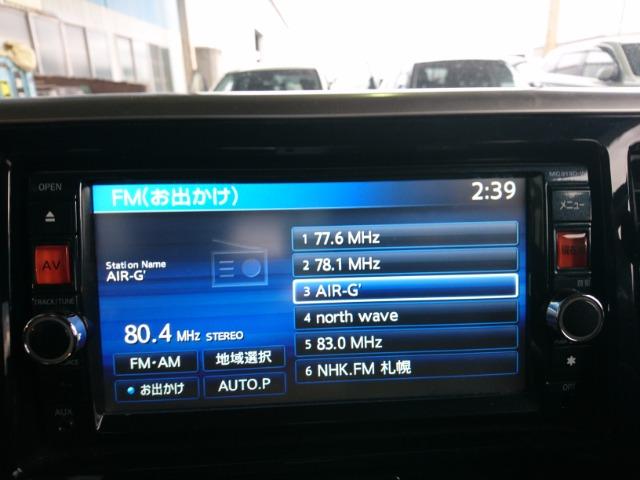 OPEN
AV
TRACK/TUNE
AUX
FM(お出かけ)
2:39
Station Name
AIR-G'
80.4 MHz STEREO
FM・AM
地域選択
お出かけ
AUTO.P
1 77.6 MHz
2 78.1 MHz
3 AIR-G'
4 north wave
5 83.0 MHz
6 NHK.FM 札幌
メニュー